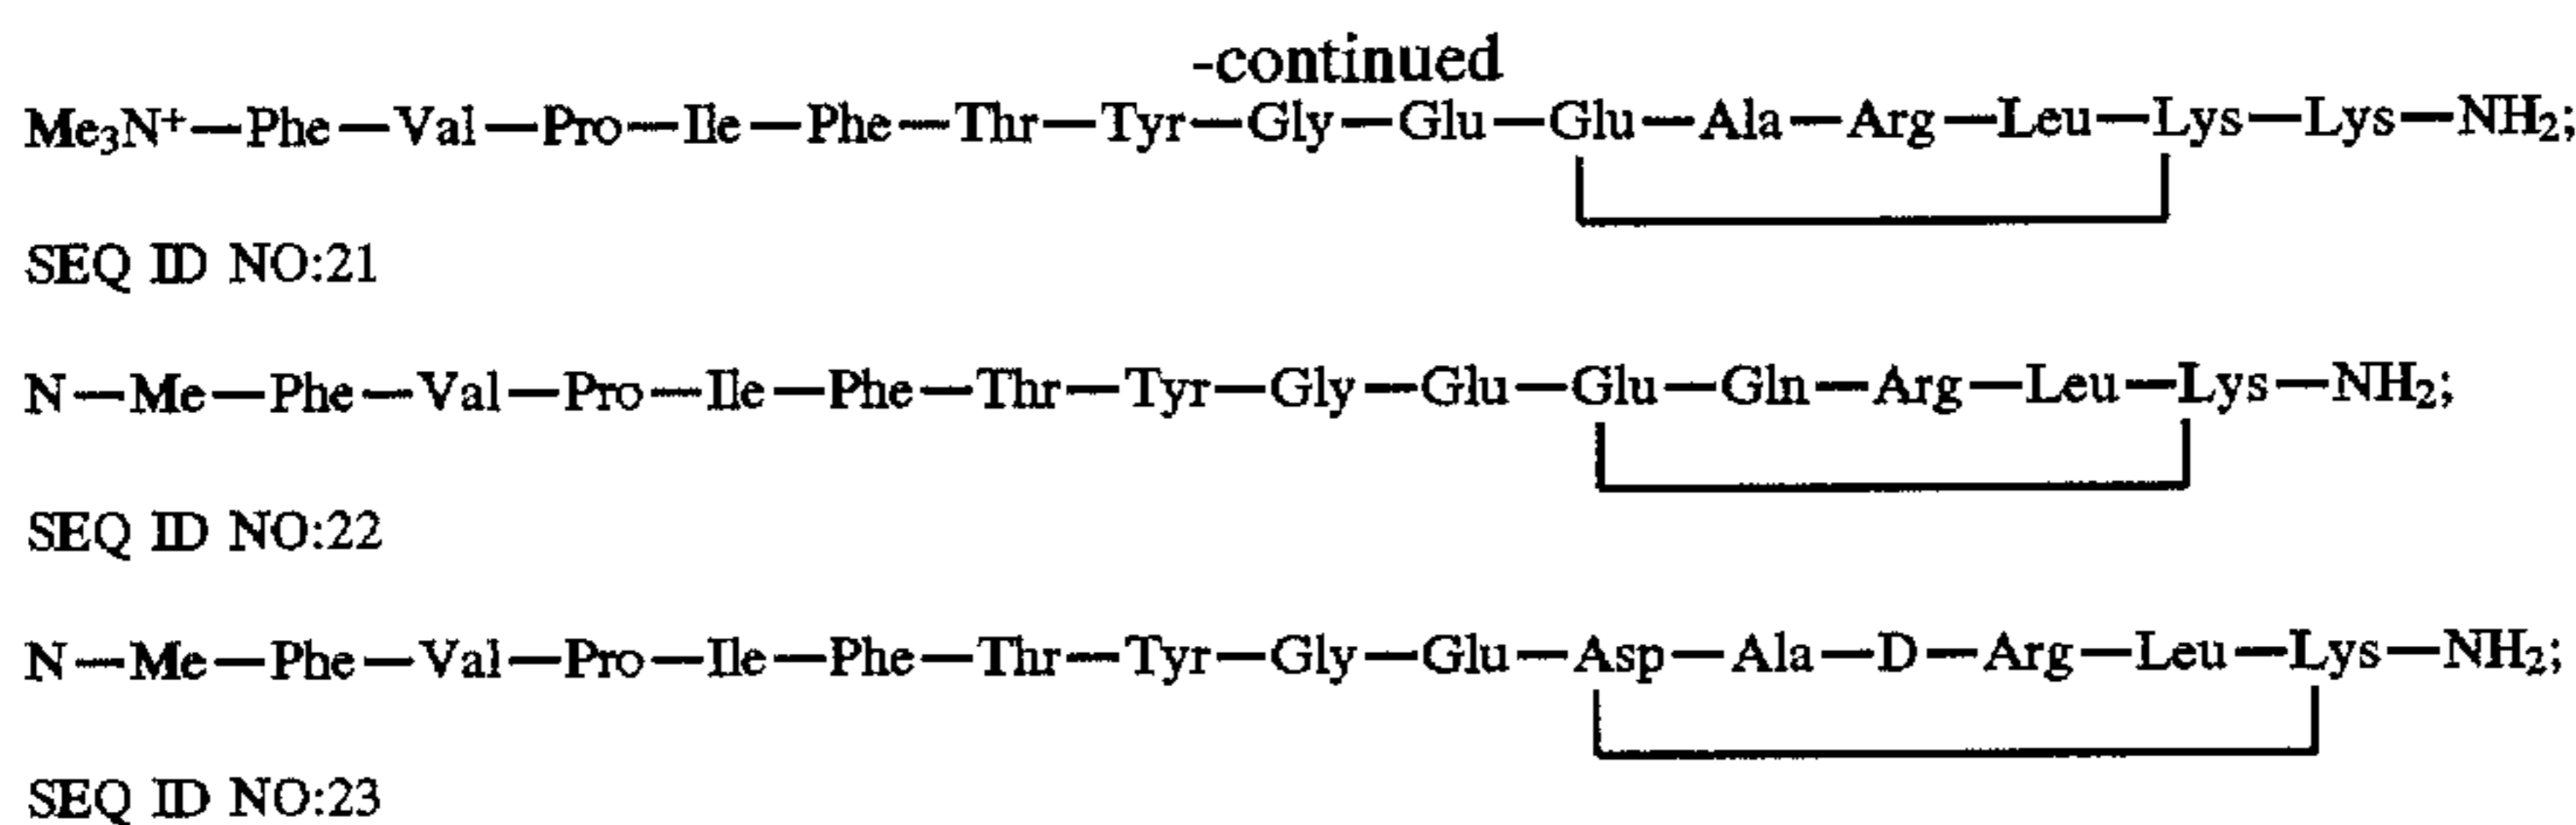 -continued
Me₃N⁺—Phe—Val—Pro—Ile—Phe—Thr—Tyr—Gly—Glu—Glu—Ala—Arg—Leu—Lys—Lys—NH₂;
SEQ ID NO:21
N—Me—Phe—Val—Pro—Ile—Phe—Thr—Tyr—Gly—Glu—Glu—Gln—Arg—Leu—Lys—NH₂;
SEQ ID NO:22
N—Me—Phe—Val—Pro—Ile—Phe—Thr—Tyr—Gly—Glu—Asp—Ala—D—Arg—Leu—Lys—NH₂;
SEQ ID NO:23